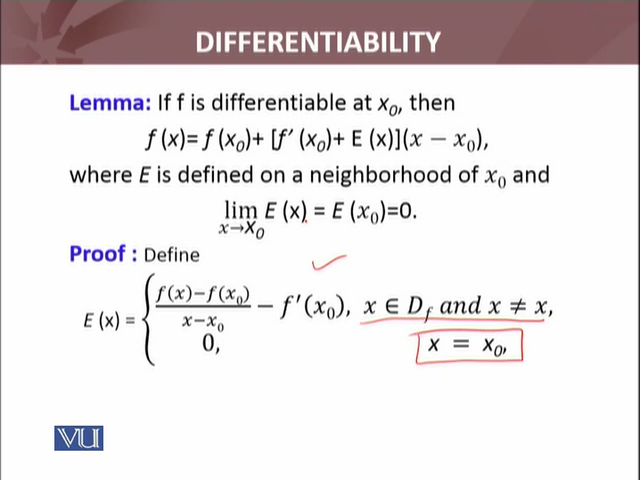 DIFFERENTIABILITY
Lemma: If f is differentiable at x₀, then
f (x)= f (x₀)+ [f′ (x₀)+ E (x)](x − x₀),
where E is defined on a neighborhood of x₀ and
lim E (x) = E (x₀)=0.
x→X₀
Proof : Define
E (x) = { f(x)−f(x₀) / x−x₀ − f′(x₀), x ∈ D_f and x ≠ x,
0, x = x₀,
VU